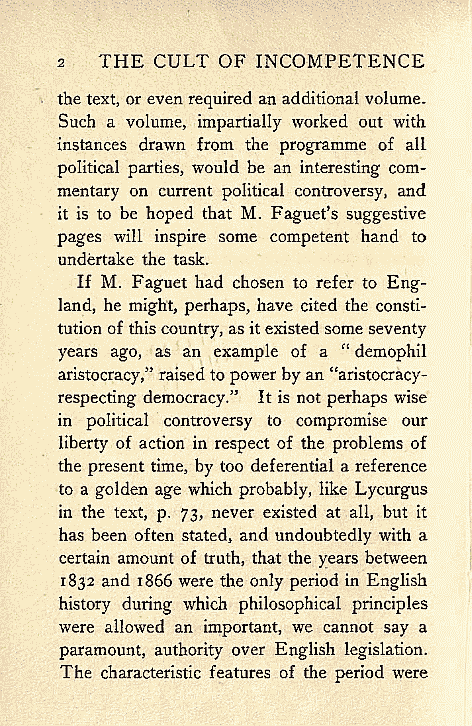 2 THE CULT OF INCOMPETENCE
the text, or even required an additional volume.
Such a volume, impartially worked out with
instances drawn from the programme of all
political parties, would be an interesting com-
mentary on current political controversy, and
it is to be hoped that M. Faguet's suggestive
pages will inspire some competent hand to
undertake the task.
If M. Faguet had chosen to refer to Eng-
land, he might, perhaps, have cited the consti-
tution of this country, as it existed some seventy
years ago, as an example of a "demophil
aristocracy," raised to power by an "aristocracy-
respecting democracy." It is not perhaps wise
in political controversy to compromise our
liberty of action in respect of the problems of
the present time, by too deferential a reference
to a golden age which probably, like Lycurgus
in the text, p. 73, never existed at all, but it
has been often stated, and undoubtedly with a
certain amount of truth, that the years between
1832 and 1866 were the only period in English
history during which philosophical principles
were allowed an important, we cannot say a
paramount, authority over English legislation.
The characteristic features of the period were